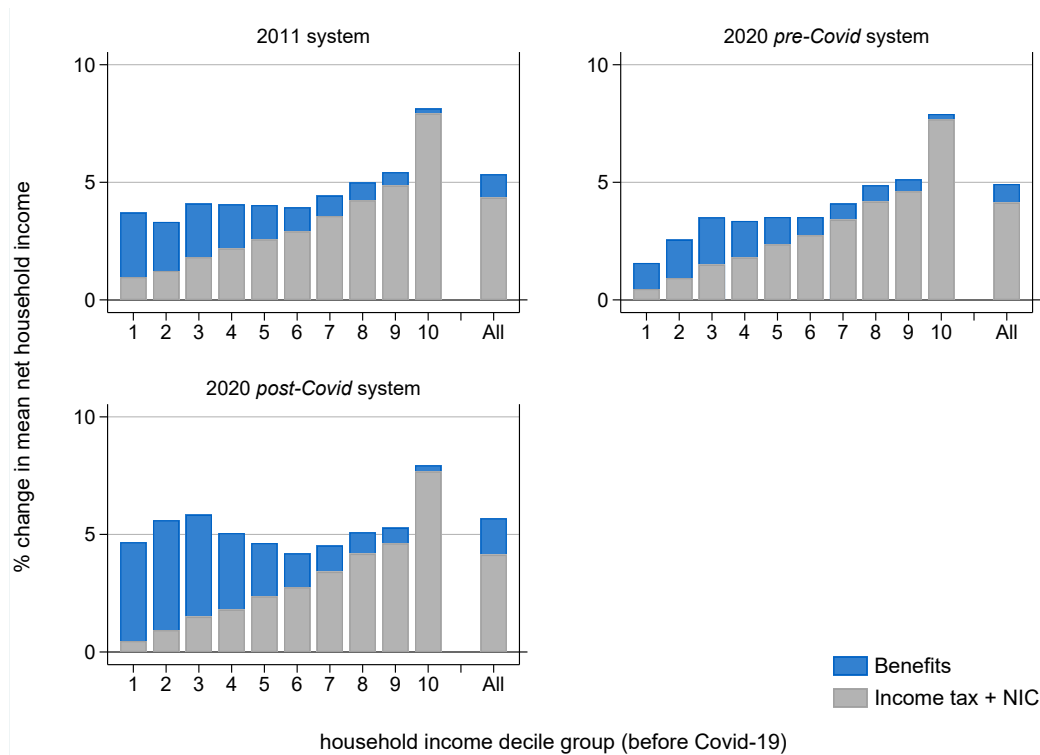 2011 system
10
5
0
1 2 3 4 5 6 7 8 9 10 All
2020 pre-Covid system
10
5
0
1 2 3 4 5 6 7 8 9 10 All
% change in mean net household income
2020 post-Covid system
10
5
0
1 2 3 4 5 6 7 8 9 10 All
Benefits
Income tax + NIC
household income decile group (before Covid-19)